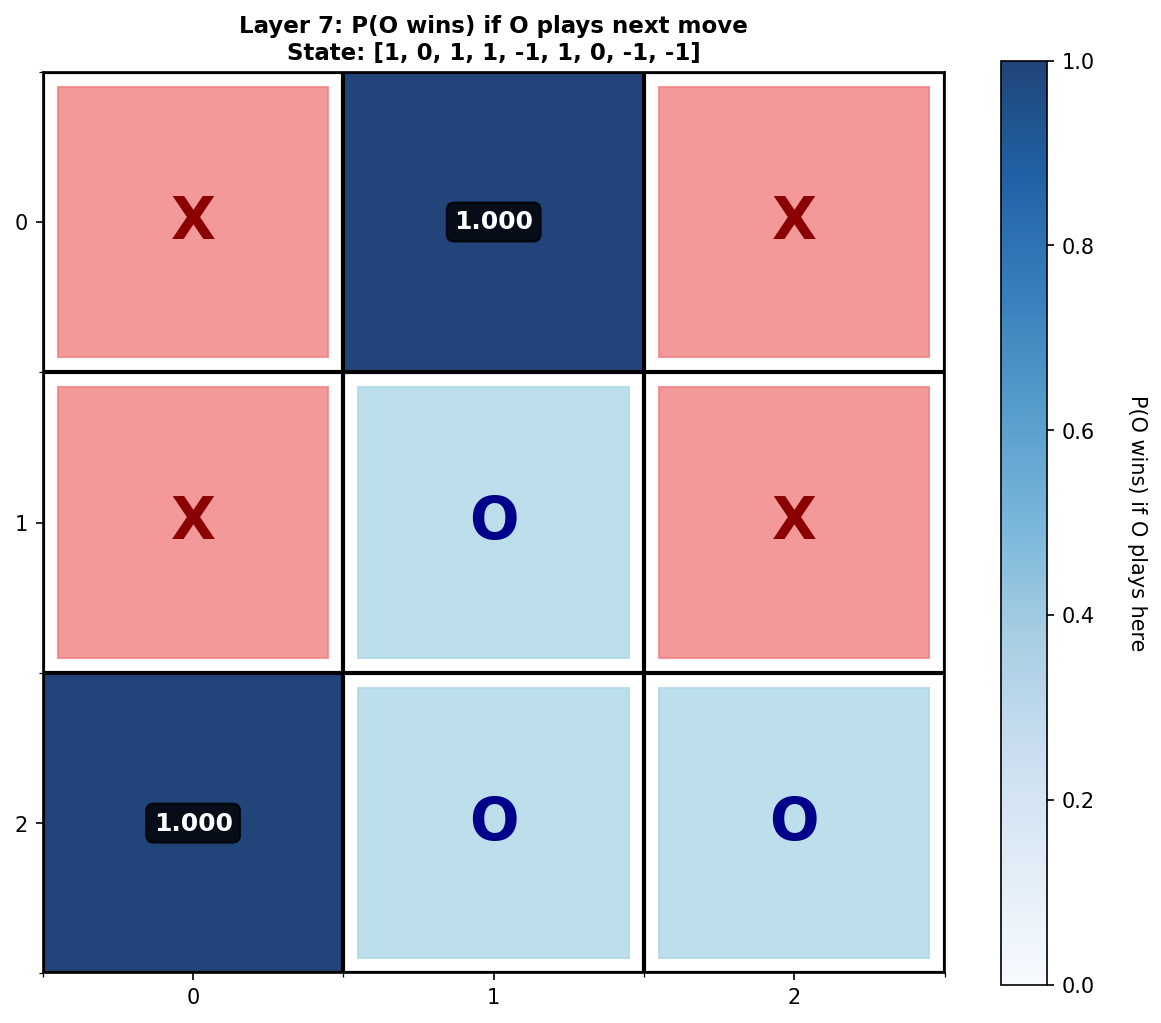 Layer 7: P(O wins) if O plays next move
State: [1, 0, 1, 1, -1, 1, 0, -1, -1]
X
1.000
X
0
X
O
X
1
1.000
O
O
2
0
1
2
1.0
0.8
0.6
0.4
0.2
0.0
P(O wins) if O plays here